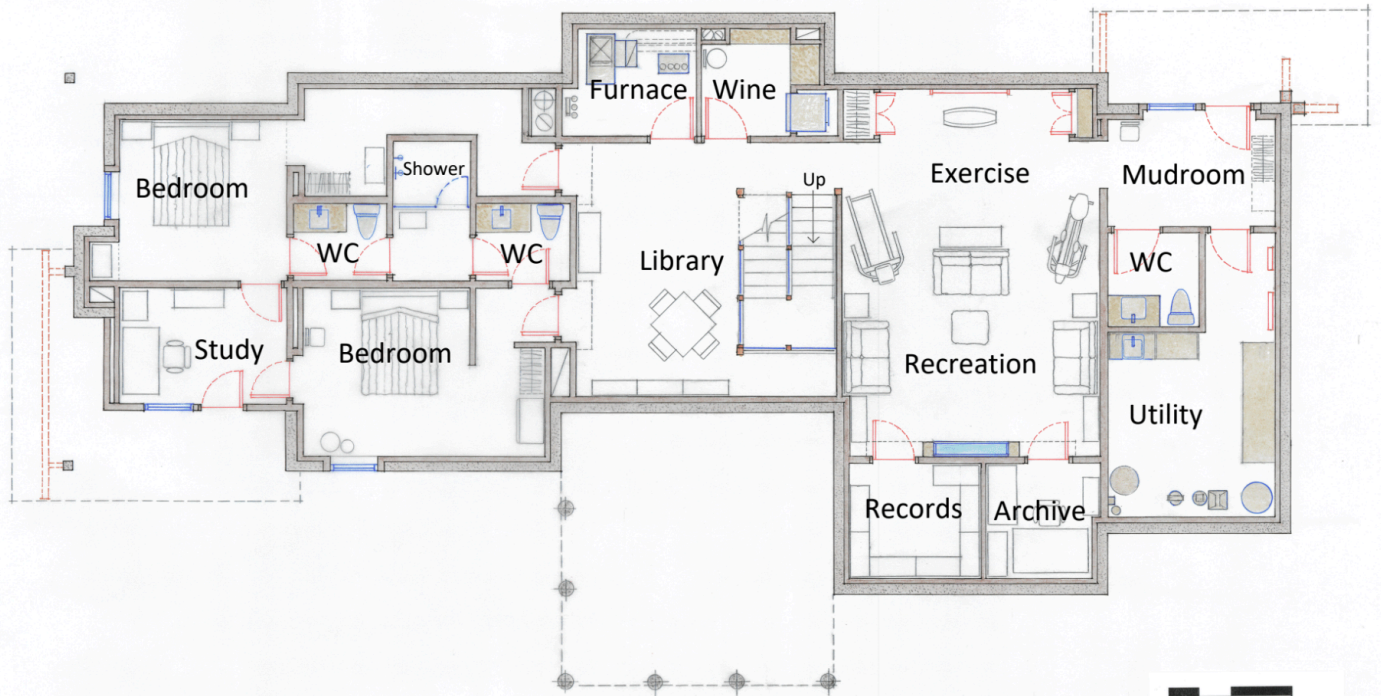 Furnace
Wine
Bedroom
Shower
Up
Exercise
Mudroom
WC
WC
Library
WC
Study
Bedroom
Recreation
Utility
Records
Archive